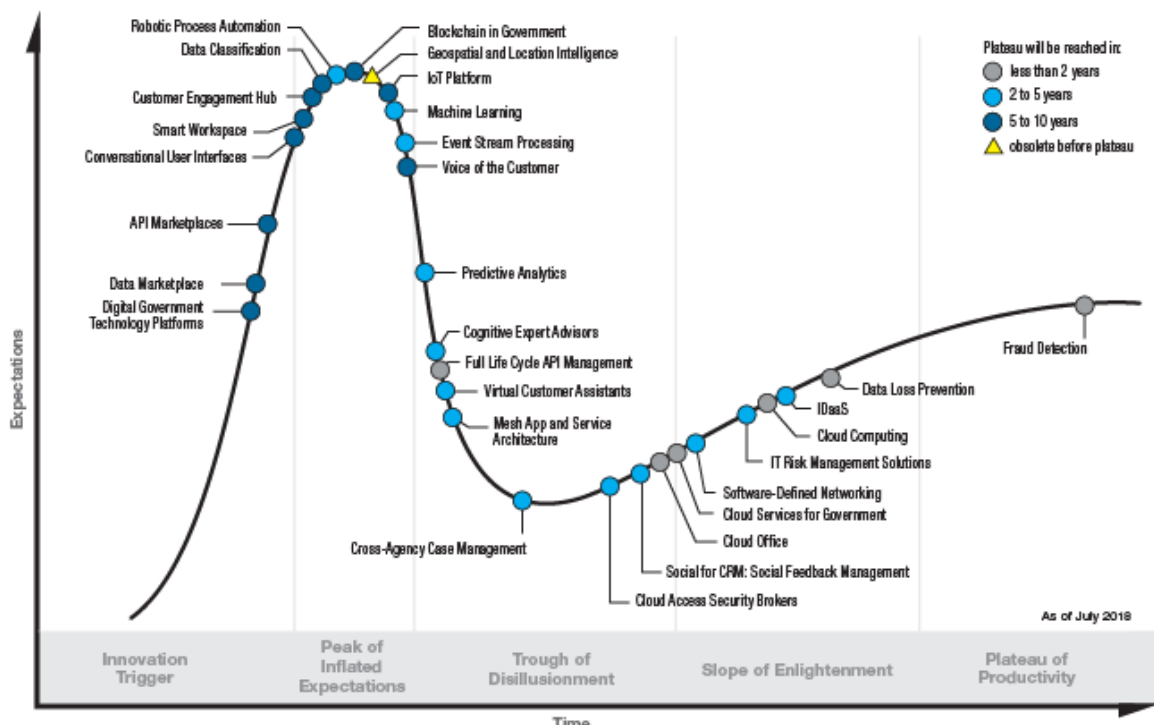 Robotic Process Automation
Data Classification
Customer Engagement Hub
Smart Workspace
Conversational User Interfaces
API Marketplaces
Data Marketplace
Digital Government
Technology Platforms
Blockchain in Government
Geospatial and Location Intelligence
IoT Platform
Machine Learning
Event Stream Processing
Voice of the Customer
Predictive Analytics
Cognitive Expert Advisors
Full Life Cycle API Management
Virtual Customer Assistants
Mesh App and Service
Architecture
Cross-Agency Case Management
Plateau will be reached in:
less than 2 years
2 to 5 years
5 to 10 years
obsolete before plateau
Fraud Detection
Data Loss Prevention
IDaaS
Cloud Computing
IT Risk Management Solutions
Software-Defined Networking
Cloud Services for Government
Cloud Office
Social for CRM: Social Feedback Management
Cloud Access Security Brokers
As of July 2018
Expectations
Innovation
Trigger
Peak of
Inflated
Expectations
Trough of
Disillusionment
Slope of Enlightenment
Plateau of
Productivity
Time